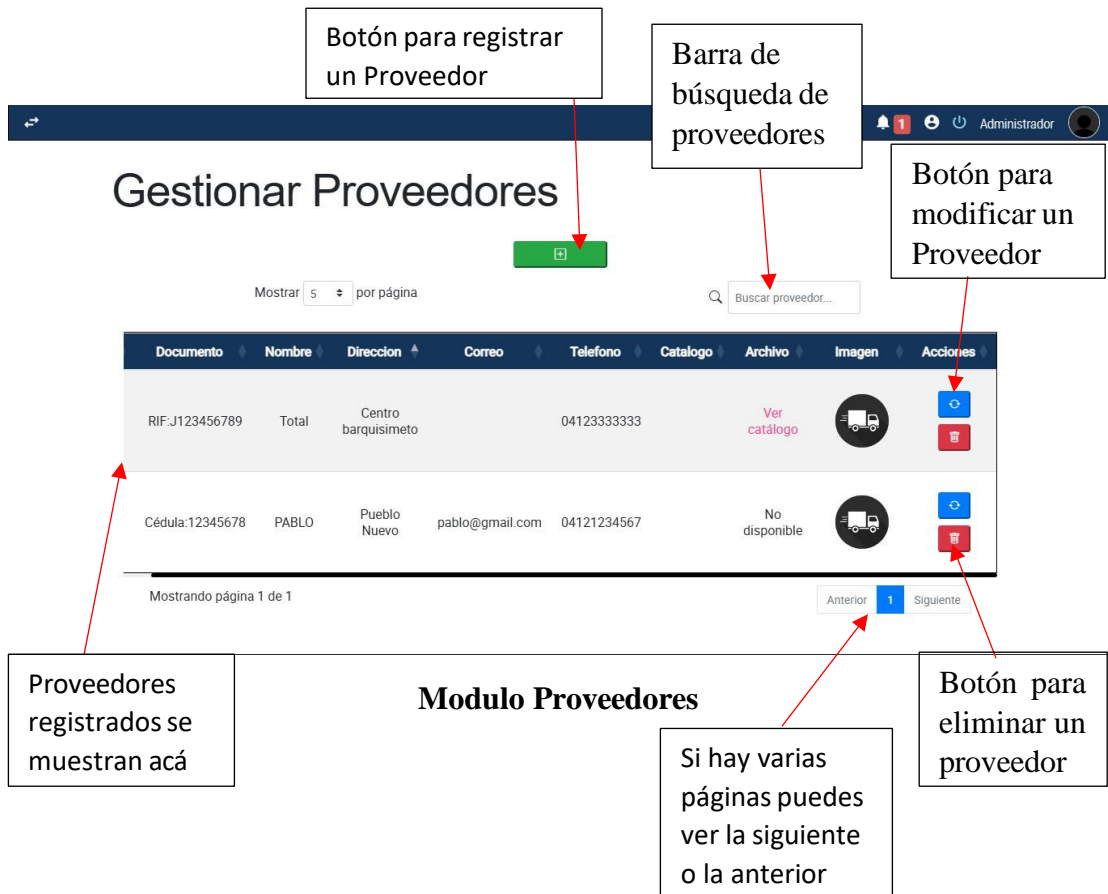 Botón para registrar
un Proveedor
Barra de
búsqueda de
proveedores
1
Administrador
Gestionar Proveedores
Botón para
modificar un
Proveedor
Mostrar 5 por página
Buscar proveedor...
Documento Nombre Direccion Correo Telefono Catalogo Archivo Imagen Acciones
RIF:J123456789 Total Centro barquisimeto 04123333333 Ver catálogo
Cédula:12345678 PABLO Pueblo Nuevo pablo@gmail.com 04121234567 No disponible
Mostrando página 1 de 1
Anterior 1 Siguiente
Proveedores
registrados se
muestran acá
Modulo Proveedores
Botón para
eliminar un
proveedor
Si hay varias
páginas puedes
ver la siguiente
o la anterior